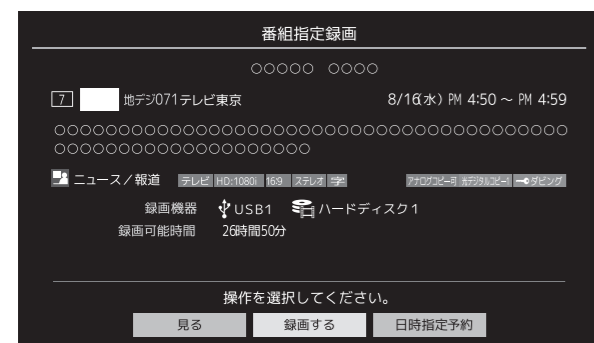 番組指定録画
○○○○○ ○○○○
7 地デジ071テレビ東京 8/16(水) PM 4:50 ~ PM 4:59
○○○○○○○○○○○○○○○○○○○○○○○○○○○○○○○○○○○○
○○○○○○○○○○○○○○○○○○
ニュース/報道 テレビ HD:1080i 16:9 ステレオ 字 アナログコピー可 光デジタルコピー1 ダビング
録画機器 USB1 ハードディスク1
録画可能時間 26時間50分
操作を選択してください。
見る 録画する 日時指定予約